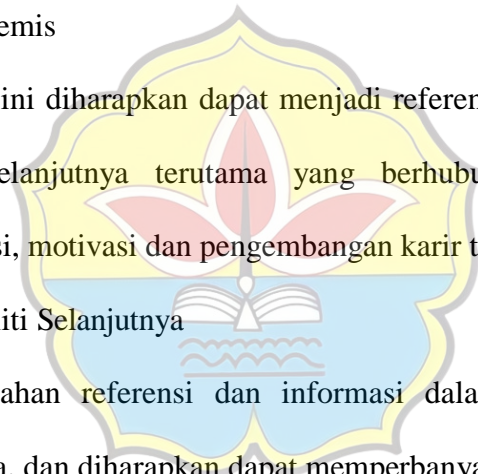 emis
ini diharapkan dapat menjadi referen
elanjutnya terutama yang berhubu
si, motivasi dan pengembangan karir t
iti Selanjutnya
ahan referensi dan informasi dala
a, dan diharapkan dapat memperbanya